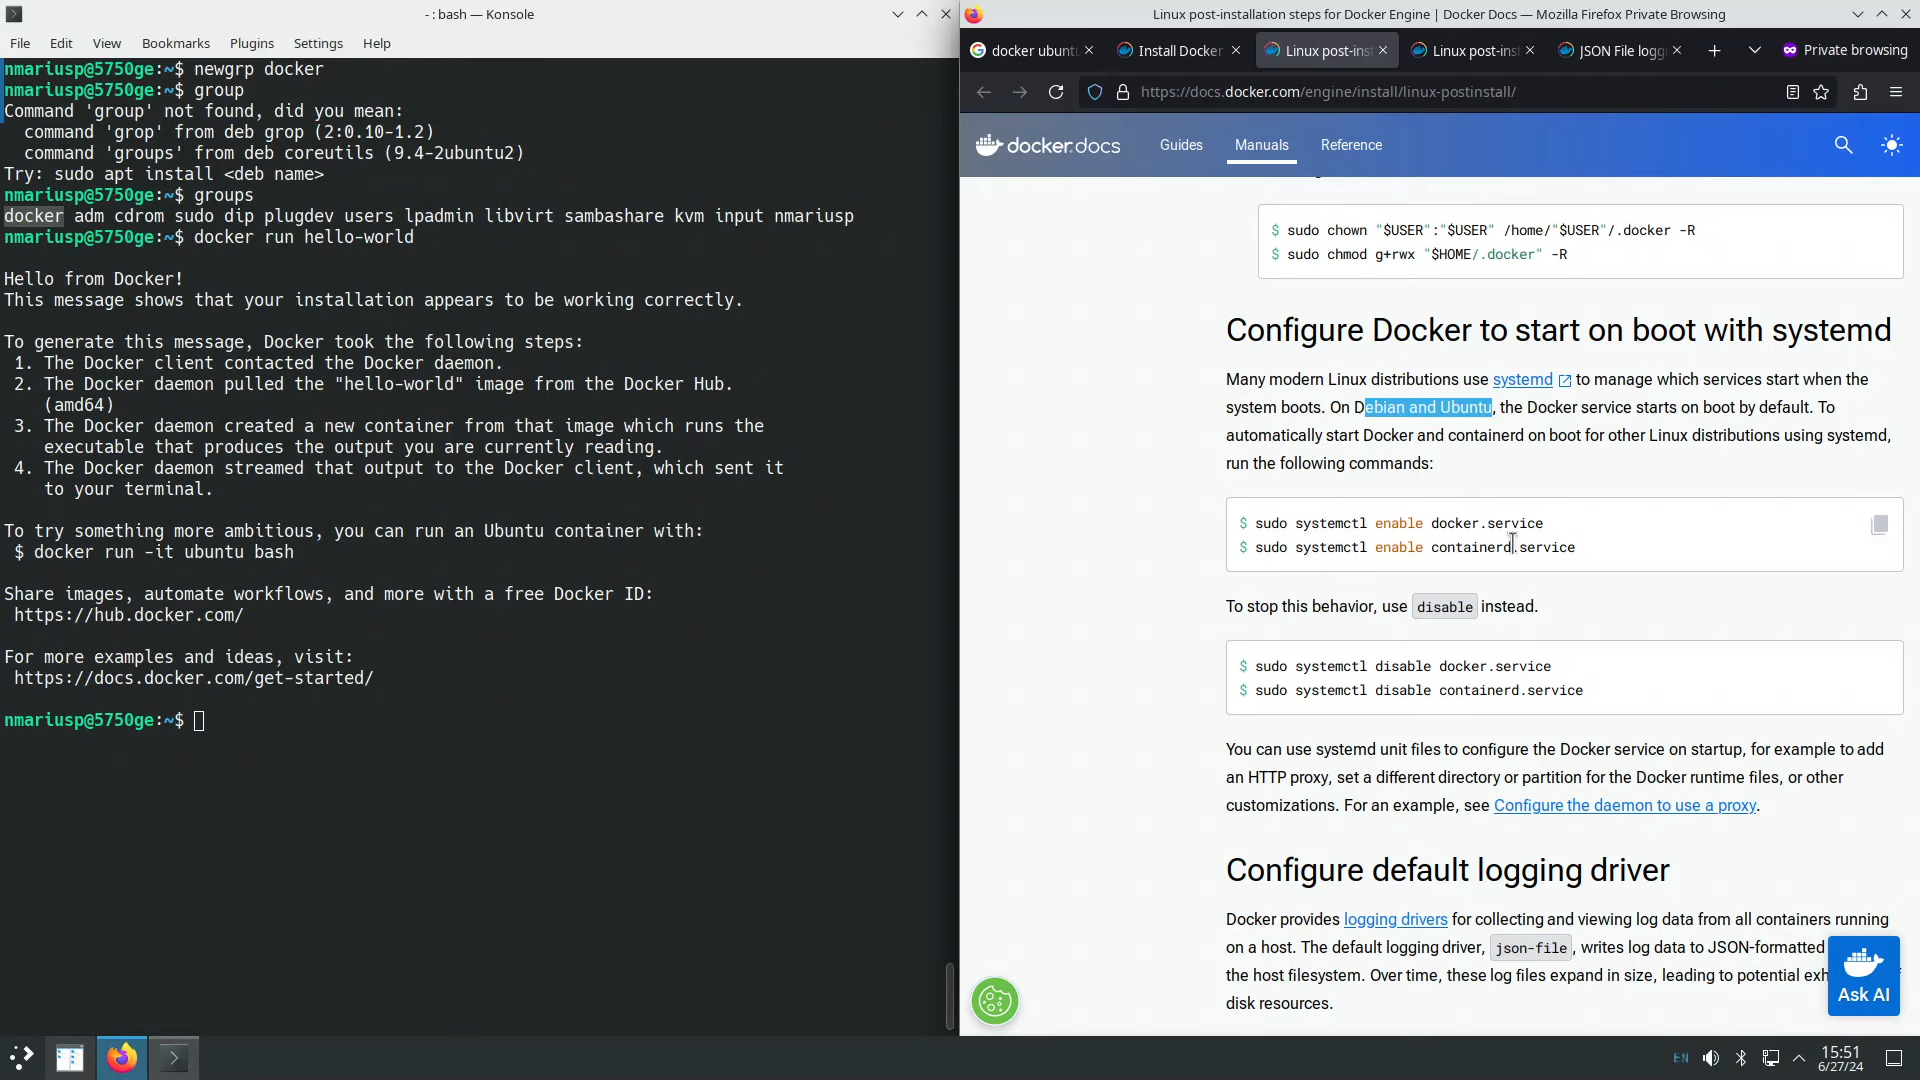 - : bash — Konsole
File Edit View Bookmarks Plugins Settings Help
nmariusp@5750ge:~$ newgrp docker
nmariusp@5750ge:~$ group
Command 'group' not found, did you mean:
  command 'grop' from deb grop (2:0.10-1.2)
  command 'groups' from deb coreutils (9.4-2ubuntu2)
Try: sudo apt install <deb name>
nmariusp@5750ge:~$ groups
docker adm cdrom sudo dip plugdev users lpadmin libvirt sambashare kvm input nmariusp
nmariusp@5750ge:~$ docker run hello-world
Hello from Docker!
This message shows that your installation appears to be working correctly.
To generate this message, Docker took the following steps:
 1. The Docker client contacted the Docker daemon.
 2. The Docker daemon pulled the "hello-world" image from the Docker Hub.
    (amd64)
 3. The Docker daemon created a new container from that image which runs the
    executable that produces the output you are currently reading.
 4. The Docker daemon streamed that output to the Docker client, which sent it
    to your terminal.
To try something more ambitious, you can run an Ubuntu container with:
 $ docker run -it ubuntu bash
Share images, automate workflows, and more with a free Docker ID:
 https://hub.docker.com/
For more examples and ideas, visit:
 https://docs.docker.com/get-started/
nmariusp@5750ge:~$
Linux post-installation steps for Docker Engine | Docker Docs — Mozilla Firefox Private Browsing
docker ubunt Install Docker Linux post-inst Linux post-inst JSON File logg Private browsing
https://docs.docker.com/engine/install/linux-postinstall/
docker.docs Guides Manuals Reference
$ sudo chown "$USER":"$USER" /home/"$USER"/.docker -R
$ sudo chmod g+rwx "$HOME/.docker" -R
Configure Docker to start on boot with systemd
Many modern Linux distributions use systemd to manage which services start when the
system boots. On Debian and Ubuntu, the Docker service starts on boot by default. To
automatically start Docker and containerd on boot for other Linux distributions using systemd,
run the following commands:
$ sudo systemctl enable docker.service
$ sudo systemctl enable containerd.service
To stop this behavior, use disable instead.
$ sudo systemctl disable docker.service
$ sudo systemctl disable containerd.service
You can use systemd unit files to configure the Docker service on startup, for example to add
an HTTP proxy, set a different directory or partition for the Docker runtime files, or other
customizations. For an example, see Configure the daemon to use a proxy.
Configure default logging driver
Docker provides logging drivers for collecting and viewing log data from all containers running
on a host. The default logging driver, json-file, writes log data to JSON-formatted
the host filesystem. Over time, these log files expand in size, leading to potential exh
disk resources.
Ask AI
EN 15:51
6/27/24